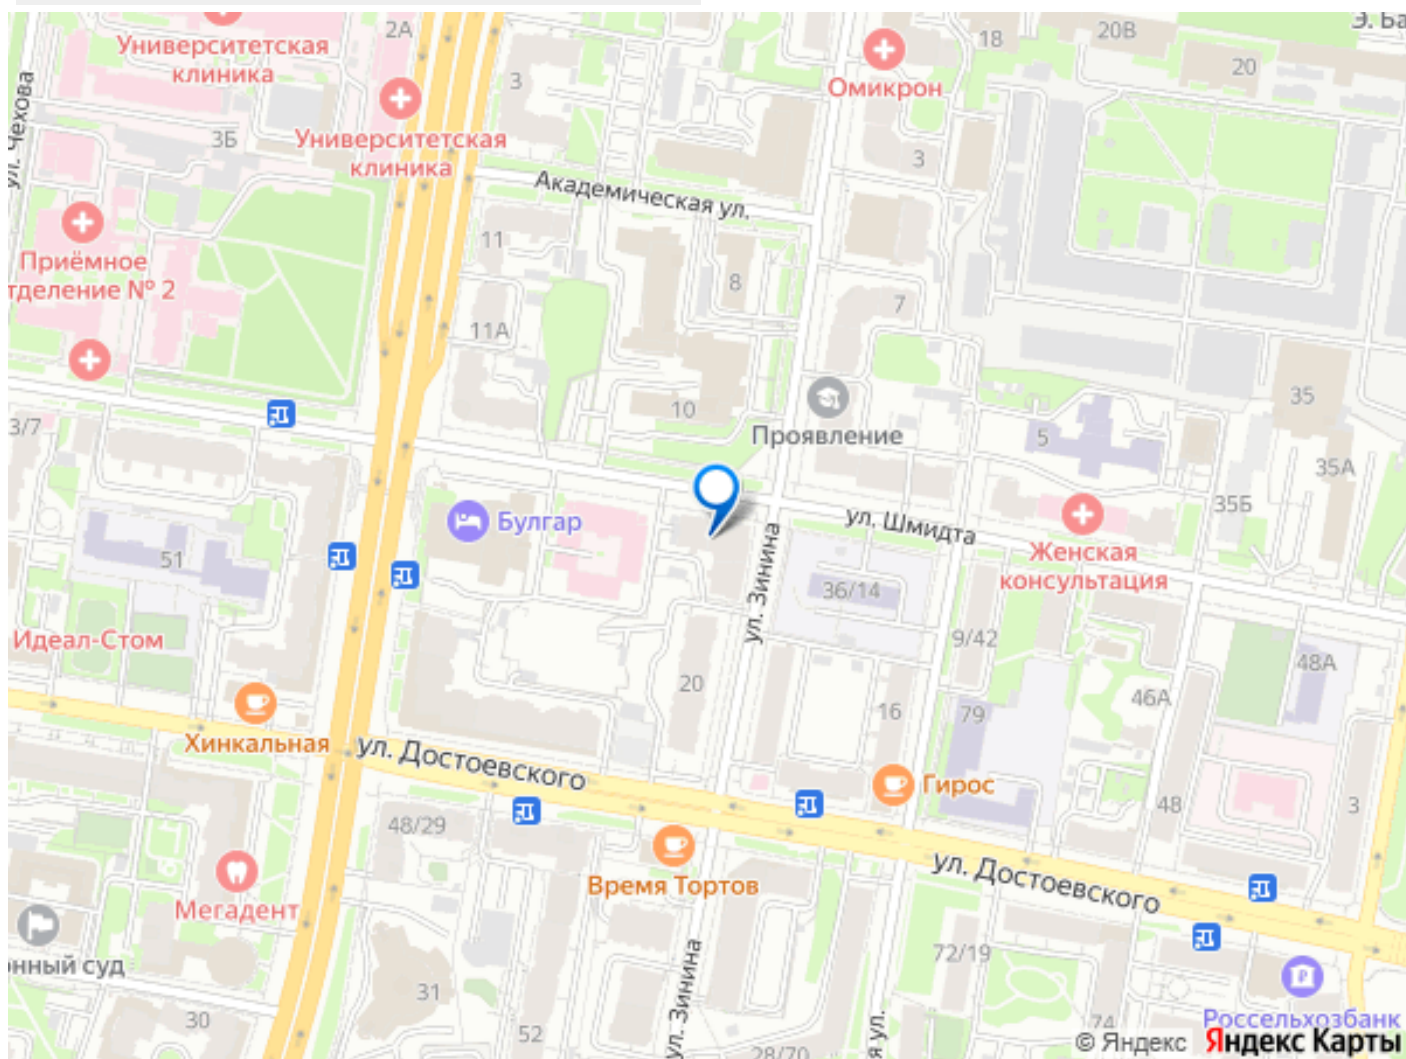 Э. Ба
2А
18
20В
Университетская
клиника
20
Омикрон
3
ул. Чехова
Университетская
клиника
3Б
3
Академическая ул.
11
Приёмное
тделение № 2
8
7
11А
10
35
3/7
Проявление
5
35А
35Б
Булгар
ул. Шмидта
Женская
консультация
51
ул. Зинина
36/14
Идеал-Стом
9/42
48А
20
46А
16
79
Хинкальная
ул. Достоевского
Гирос
48
3
48/29
Время Тортов
ул. Достоевского
Мегадент
нный суд
72/19
ул. Зинина
31
30
52
28/70
я ул.
74
Россельхозбанк
© Яндекс Яндекс Карты